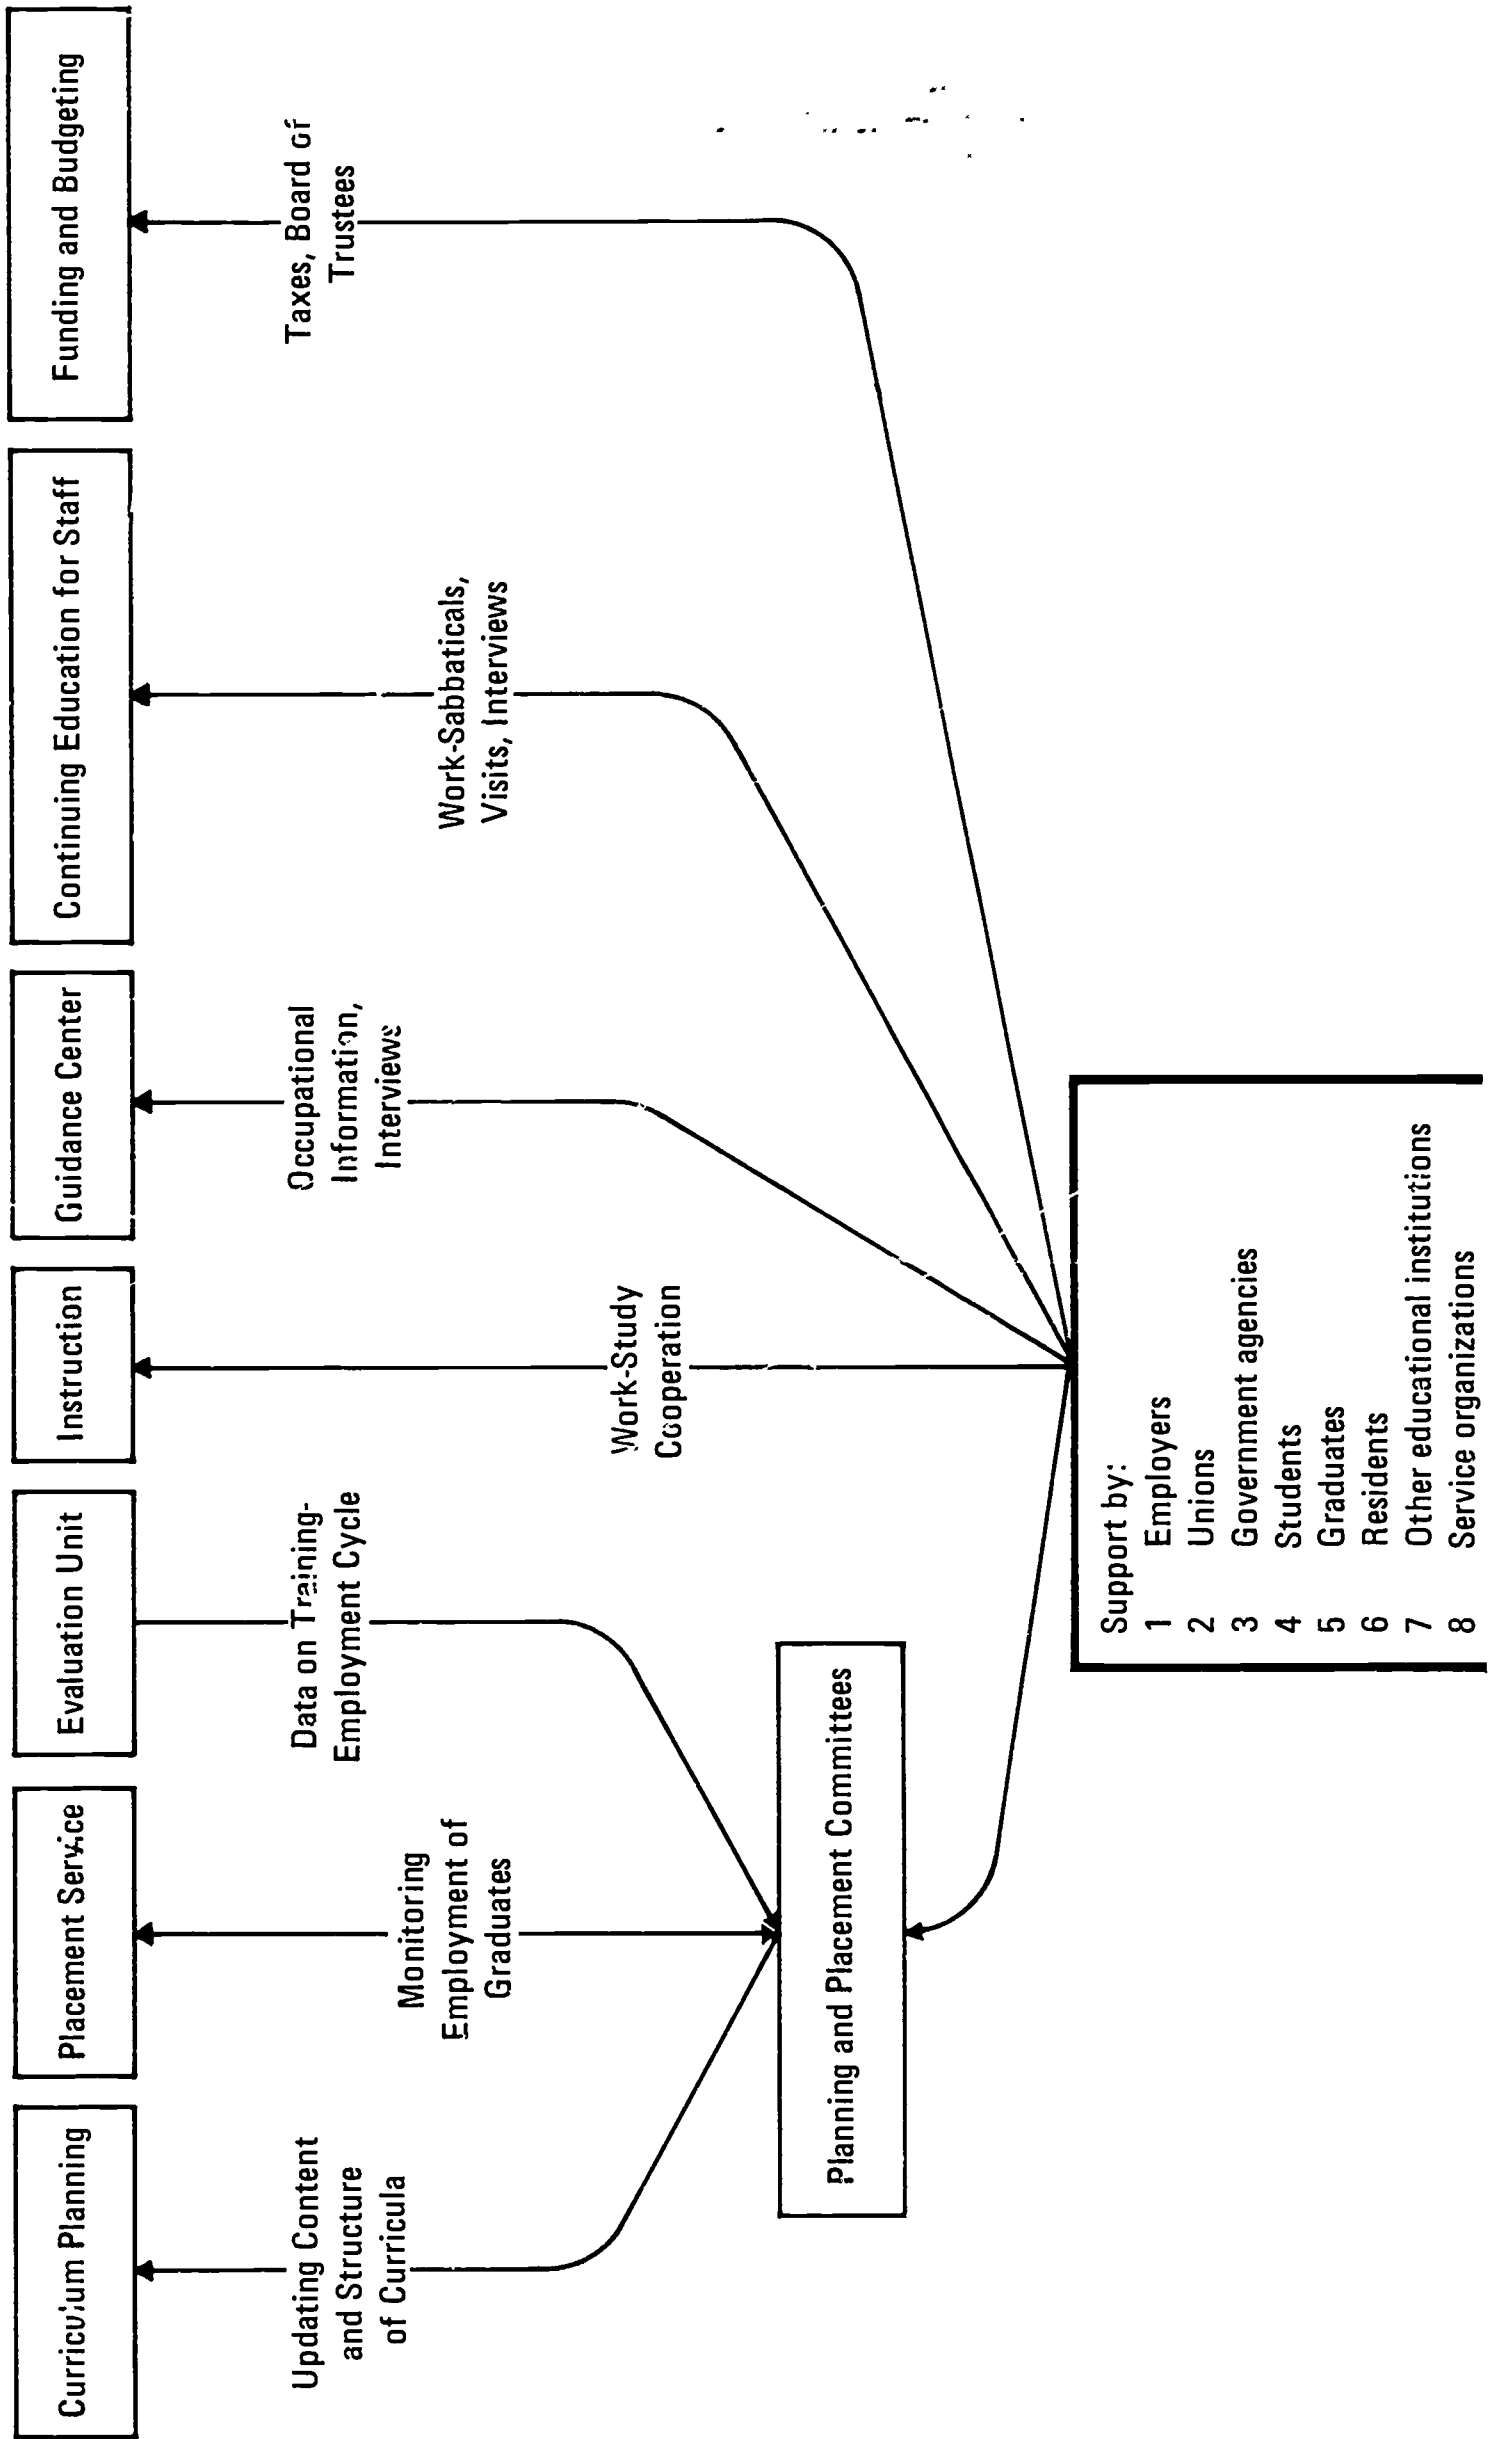 Curriculum Planning
Placement Service
Evaluation Unit
Instruction
Guidance Center
Continuing Education for Staff
Funding and Budgeting
Updating Content
and Structure
of Curricula
Monitoring
Employment of
Graduates
Data on Training-
Employment Cycle
Work-Study
Cooperation
Occupational
Information,
Interviews
Work-Sabbaticals,
Visits, Interviews
Taxes, Board of
Trustees
Planning and Placement Committees
Support by:
1 Employers
2 Unions
3 Government agencies
4 Students
5 Graduates
6 Residents
7 Other educational institutions
8 Service organizations